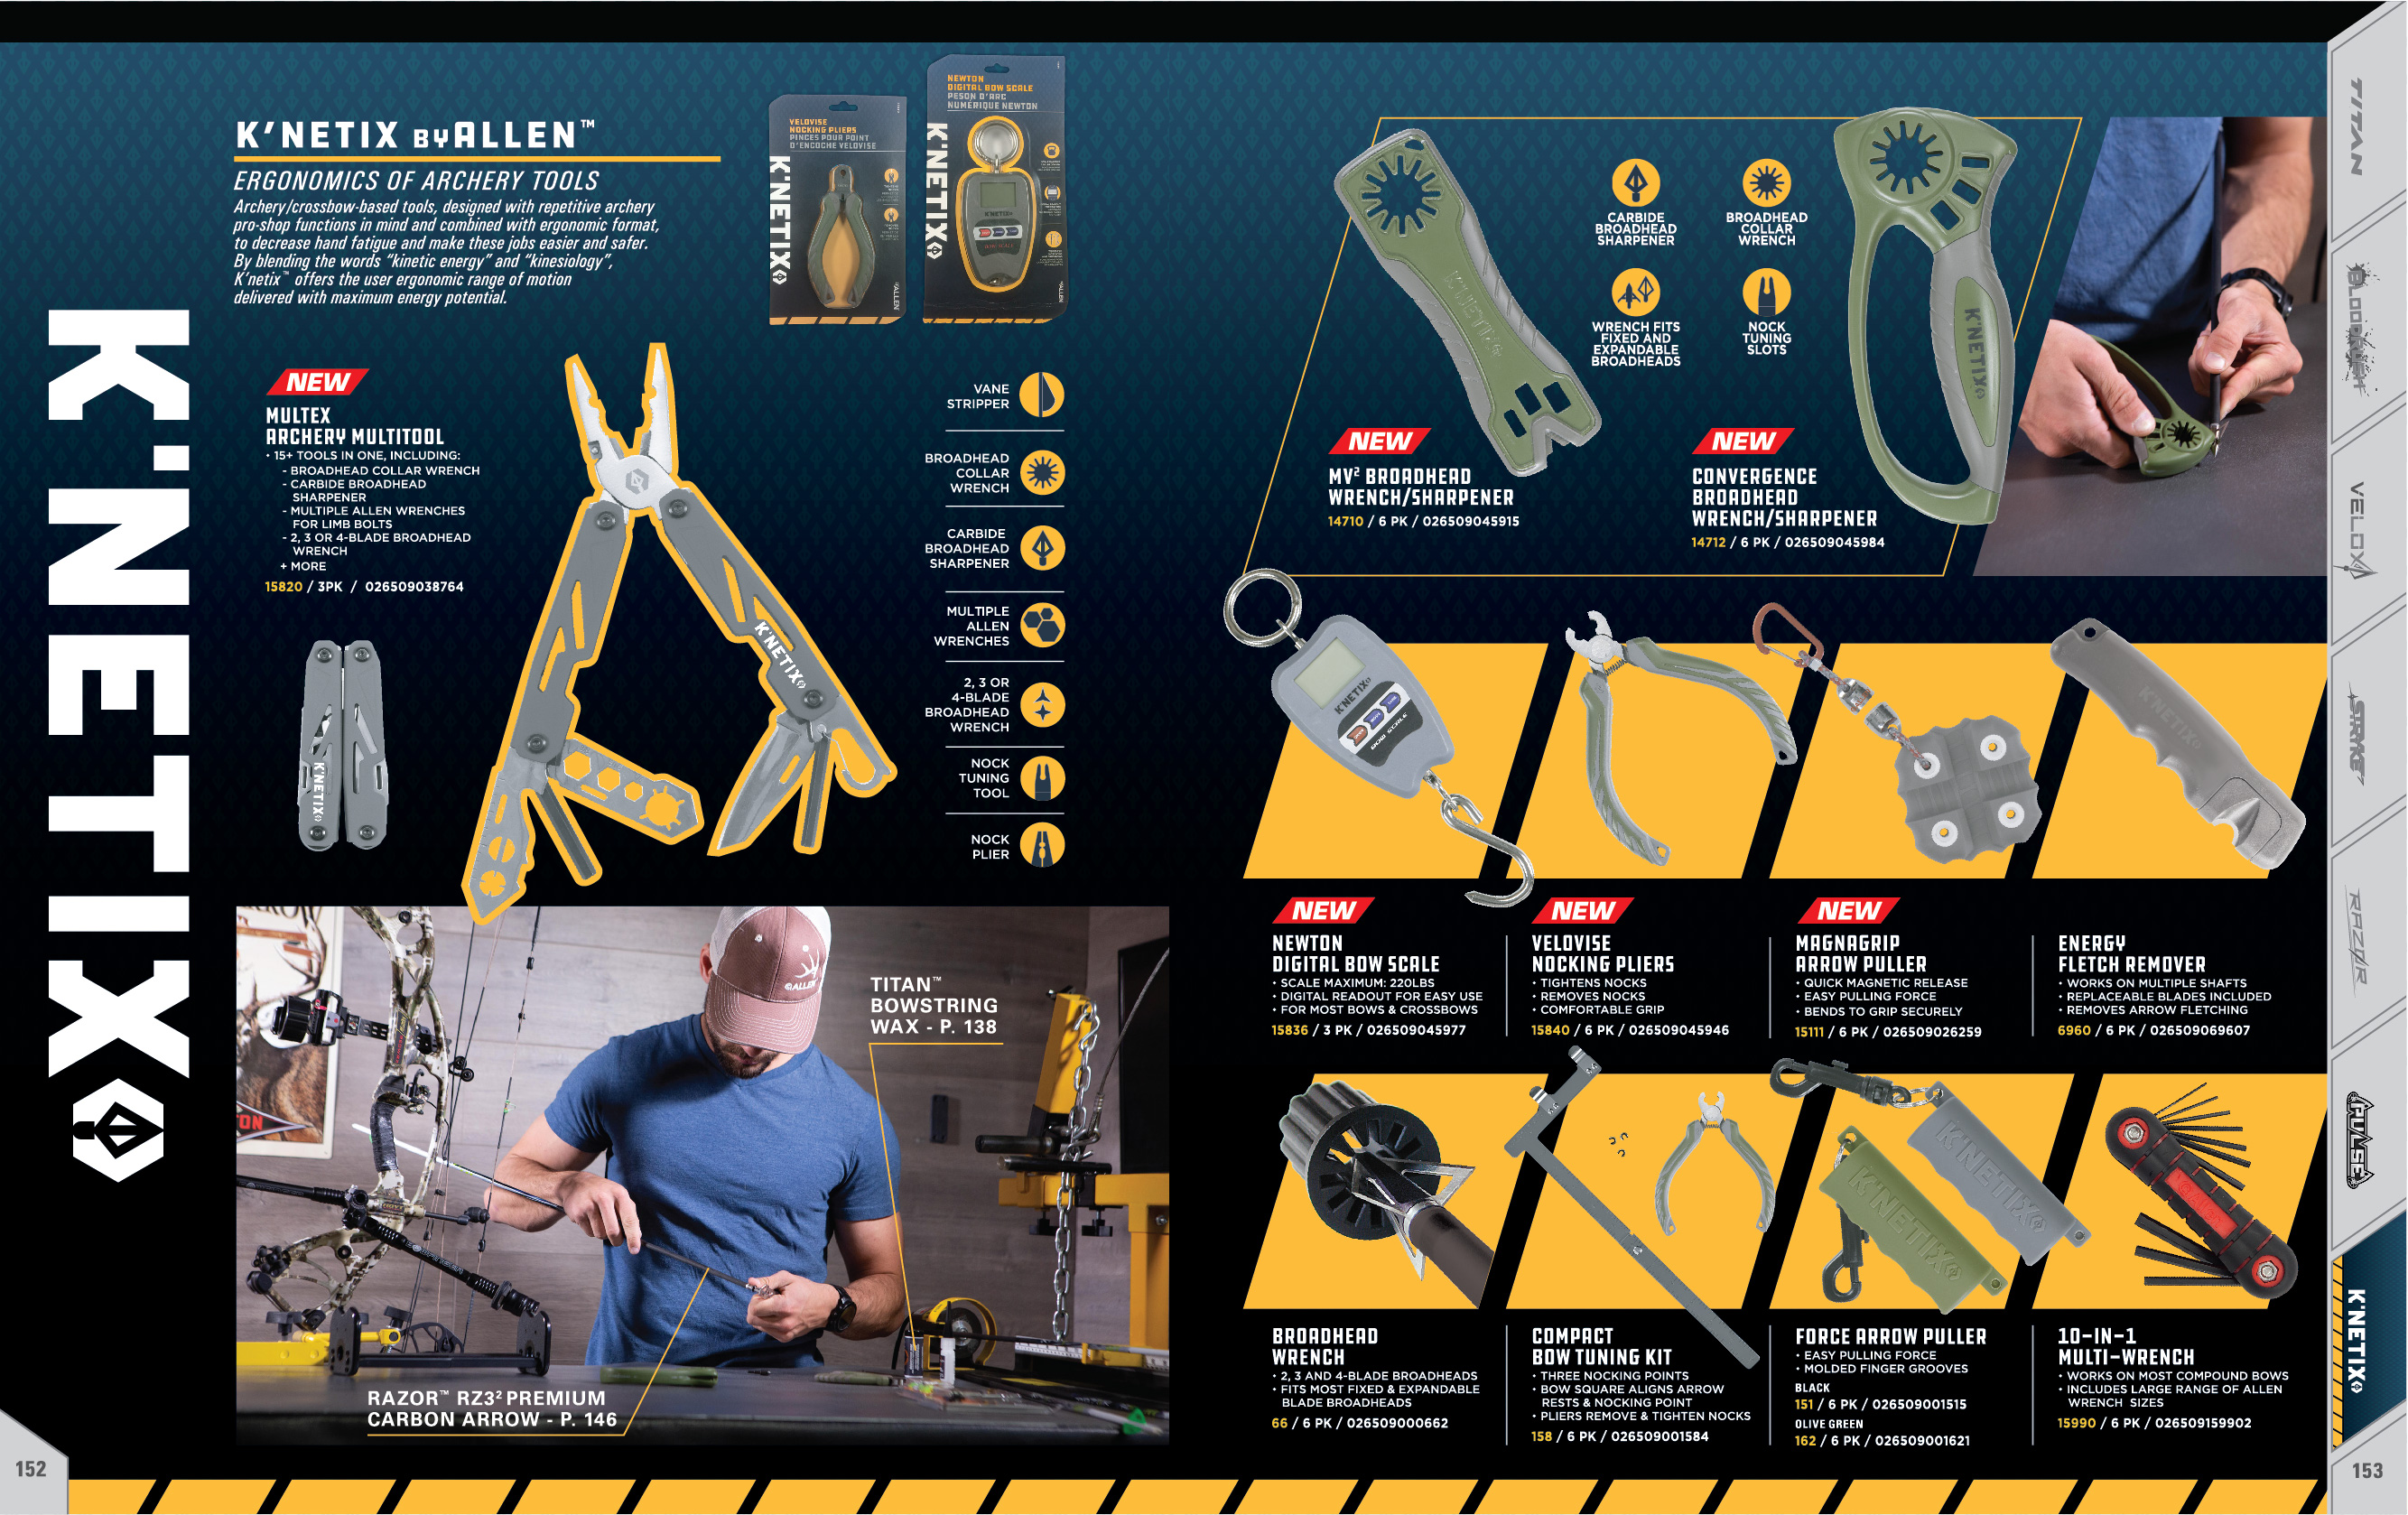 K'NETIX BY ALLEN™
ERGONOMICS OF ARCHERY TOOLS
Archery/crossbow-based tools, designed with repetitive archery
pro-shop functions in mind and combined with ergonomic format,
to decrease hand fatigue and make these jobs easier and safer.
By blending the words “kinetic energy” and “kinesiology”,
K'netix™ offers the user ergonomic range of motion
delivered with maximum energy potential.
K'NETIX
VELOVISE
NOCKING PLIERS
PINCES POUR POINT
D'ENCOCHE VELOVISE
K'NETIX
ALLEN
NEWTON
DIGITAL BOW SCALE
PESON D'ARC
NUMÉRIQUE NEWTON
K'NETIX
K'NETIX
ALLEN
NEW
MULTEX
ARCHERY MULTITOOL
• 15+ TOOLS IN ONE, INCLUDING:
- BROADHEAD COLLAR WRENCH
- CARBIDE BROADHEAD
SHARPENER
- MULTIPLE ALLEN WRENCHES
FOR LIMB BOLTS
- 2, 3 OR 4-BLADE BROADHEAD
WRENCH
+ MORE
15820 / 3PK / 026509038764
K'NETIX
K'NETIX
VANE
STRIPPER
BROADHEAD
COLLAR
WRENCH
CARBIDE
BROADHEAD
SHARPENER
MULTIPLE
ALLEN
WRENCHES
2, 3 OR
4-BLADE
BROADHEAD
WRENCH
NOCK
TUNING
TOOL
NOCK
PLIER
ALLEN
TITAN™
BOWSTRING
WAX - P. 138
RAZOR™ RZ3² PREMIUM
CARBON ARROW - P. 146
152
K'NETIX
CARBIDE
BROADHEAD
SHARPENER
BROADHEAD
COLLAR
WRENCH
WRENCH FITS
FIXED AND
EXPANDABLE
BROADHEADS
NOCK
TUNING
SLOTS
K'NETIX
NEW
MV² BROADHEAD
WRENCH/SHARPENER
14710 / 6 PK / 026509045915
NEW
CONVERGENCE
BROADHEAD
WRENCH/SHARPENER
14712 / 6 PK / 026509045984
K'NETIX
BOW SCALE
K'NETIX
NEW
NEWTON
DIGITAL BOW SCALE
• SCALE MAXIMUM: 220LBS
• DIGITAL READOUT FOR EASY USE
• FOR MOST BOWS & CROSSBOWS
15836 / 3 PK / 026509045977
NEW
VELOVISE
NOCKING PLIERS
• TIGHTENS NOCKS
• REMOVES NOCKS
• COMFORTABLE GRIP
15840 / 6 PK / 026509045946
NEW
MAGNAGRIP
ARROW PULLER
• QUICK MAGNETIC RELEASE
• EASY PULLING FORCE
• BENDS TO GRIP SECURELY
15111 / 6 PK / 026509026259
ENERGY
FLETCH REMOVER
• WORKS ON MULTIPLE SHAFTS
• REPLACEABLE BLADES INCLUDED
• REMOVES ARROW FLETCHING
6960 / 6 PK / 026509069607
K'NETIX
K'NETIX
BROADHEAD
WRENCH
• 2, 3 AND 4-BLADE BROADHEADS
• FITS MOST FIXED & EXPANDABLE
BLADE BROADHEADS
66 / 6 PK / 026509000662
COMPACT
BOW TUNING KIT
• THREE NOCKING POINTS
• BOW SQUARE ALIGNS ARROW
RESTS & NOCKING POINT
• PLIERS REMOVE & TIGHTEN NOCKS
158 / 6 PK / 026509001584
FORCE ARROW PULLER
• EASY PULLING FORCE
• MOLDED FINGER GROOVES
BLACK
151 / 6 PK / 026509001515
OLIVE GREEN
162 / 6 PK / 026509001621
10-IN-1
MULTI-WRENCH
• WORKS ON MOST COMPOUND BOWS
• INCLUDES LARGE RANGE OF ALLEN
WRENCH SIZES
15990 / 6 PK / 026509159902
TITAN
BLOODRUSH
VELOX
STRYKE
RAZOR
PULSE
K'NETIX
153